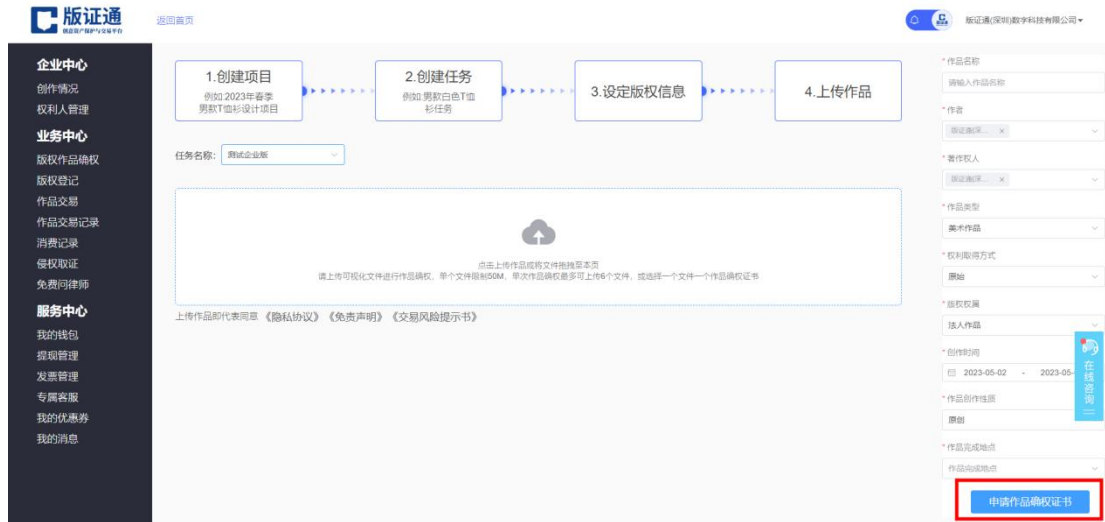 版证通
创意资产保护与交易平台
返回首页
版证通(深圳)数字科技有限公司
企业中心
创作情况
权利人管理
业务中心
版权作品确权
版权登记
作品交易
作品交易记录
消费记录
侵权取证
免费问律师
服务中心
我的钱包
提现管理
发票管理
专属客服
我的优惠券
我的消息
1.创建项目
例如:2023年春季
男款T恤衫设计项目
2.创建任务
例如:男款白色T恤
衫任务
3.设定版权信息
4.上传作品
任务名称: 测试企业版
点击上传作品或将文件拖拽至本页
请上传可视化文件进行作品确权，单个文件限制50M，单次作品确权最多可上传6个文件，或选择一个文件一个作品确权证书
上传作品即代表同意《隐私协议》《免责声明》《交易风险提示书》
* 作品名称
请输入作品名称
* 作者
版证通(深... ×
* 著作权人
版证通(深... ×
* 作品类型
美术作品
* 权利取得方式
原始
* 版权权属
法人作品
* 创作时间
2023-05-02 - 2023-05-
* 作品创作性质
原创
* 作品完成地点
作品完成地点
申请作品确权证书
在线咨询